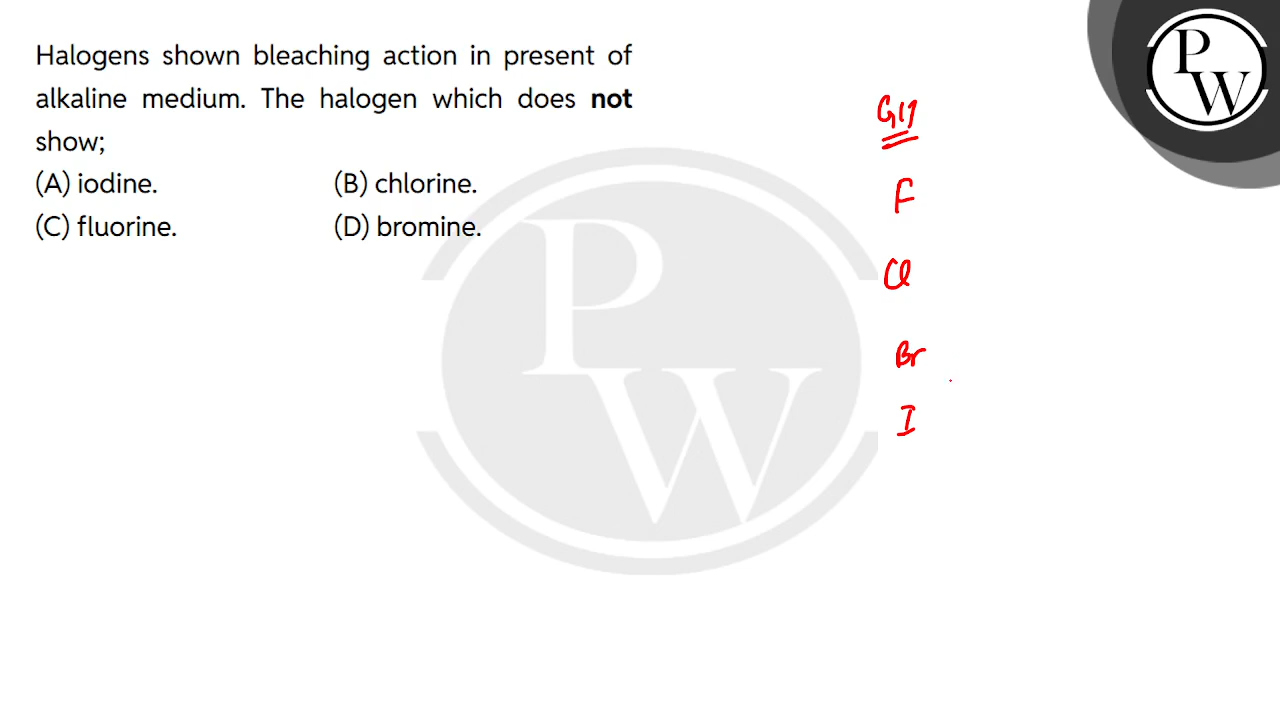 Halogens shown bleaching action in present of
alkaline medium. The halogen which does not
show;
(A) iodine. (B) chlorine.
(C) fluorine. (D) bromine.
G17
F
Cl
Br
I
P
W
P
W